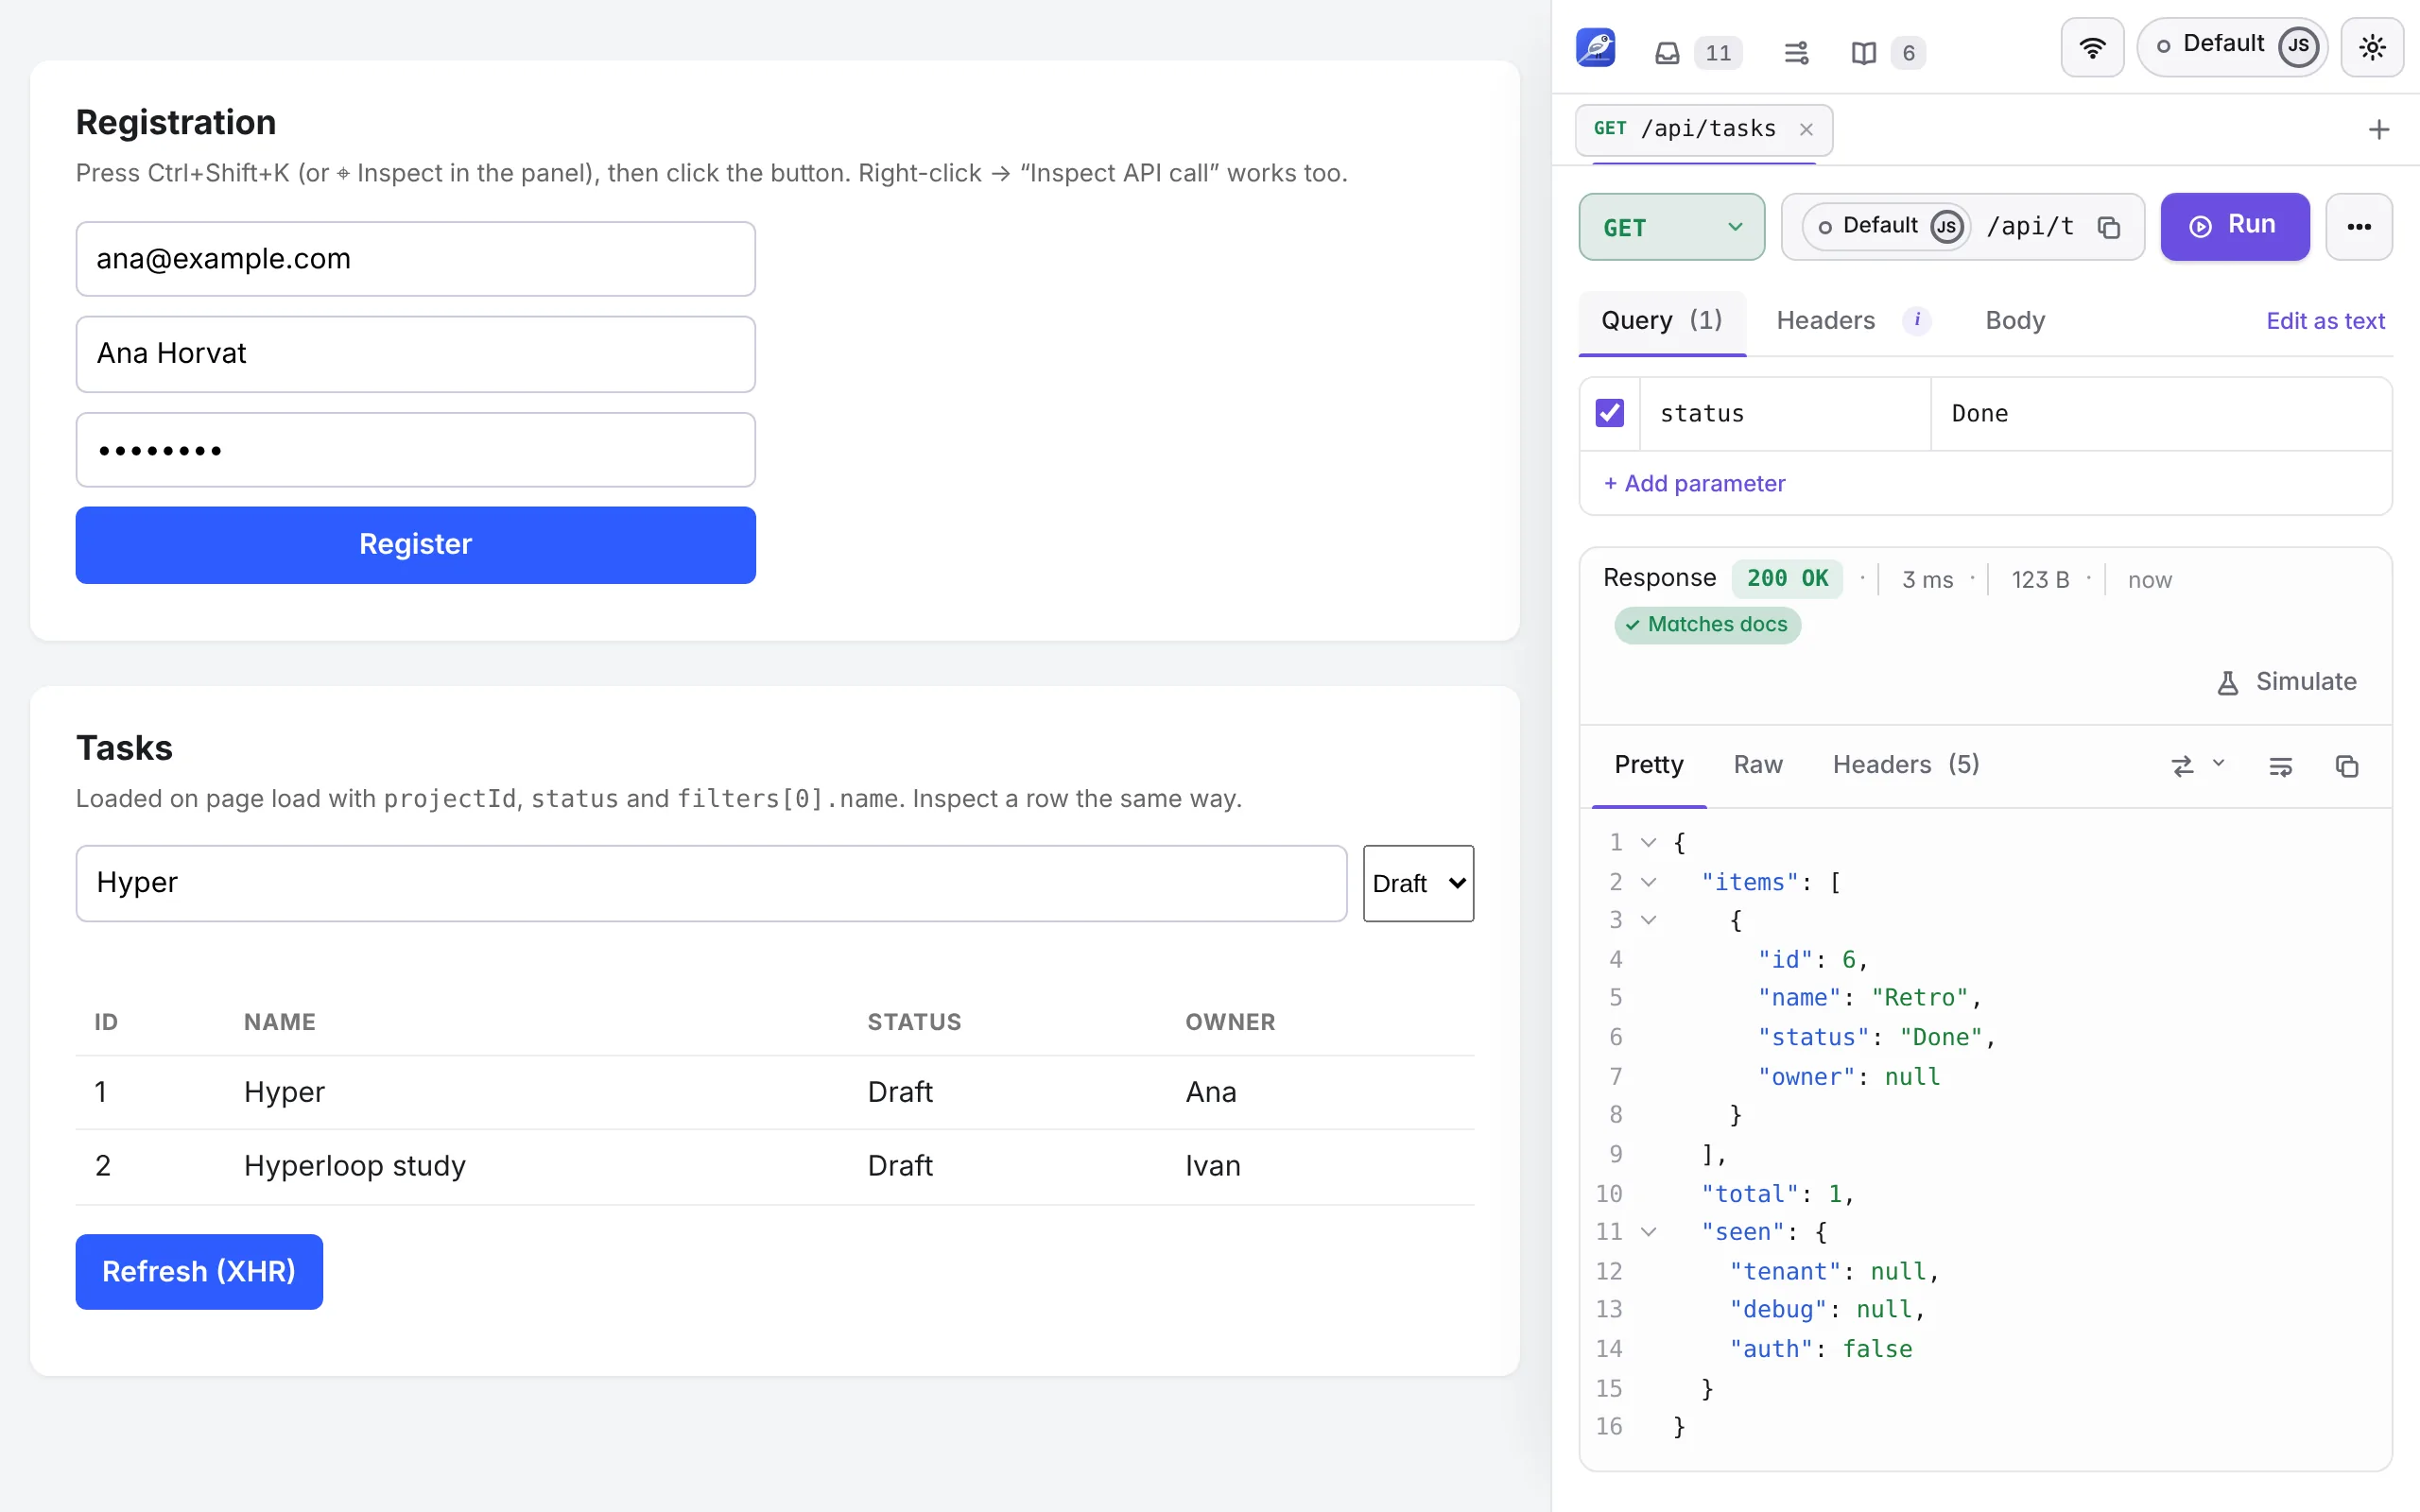 Registration
Press Ctrl+Shift+K (or ⌖ Inspect in the panel), then click the button. Right-click → “Inspect API call” works too.
ana@example.com
Ana Horvat
••••••••
Register
Tasks
Loaded on page load with projectId, status and filters[0].name. Inspect a row the same way.
Hyper
Draft
ID NAME STATUS OWNER
1 Hyper Draft Ana
2 Hyperloop study Draft Ivan
Refresh (XHR)
11 6 Default JS
GET /api/tasks ×
GET Default JS /api/t Run
Query (1) Headers i Body Edit as text
status Done
+ Add parameter
Response 200 OK · 3 ms · 123 B · now
✓ Matches docs
Simulate
Pretty Raw Headers (5)
1 {
2 "items": [
3 {
4 "id": 6,
5 "name": "Retro",
6 "status": "Done",
7 "owner": null
8 }
9 ],
10 "total": 1,
11 "seen": {
12 "tenant": null,
13 "debug": null,
14 "auth": false
15 }
16 }